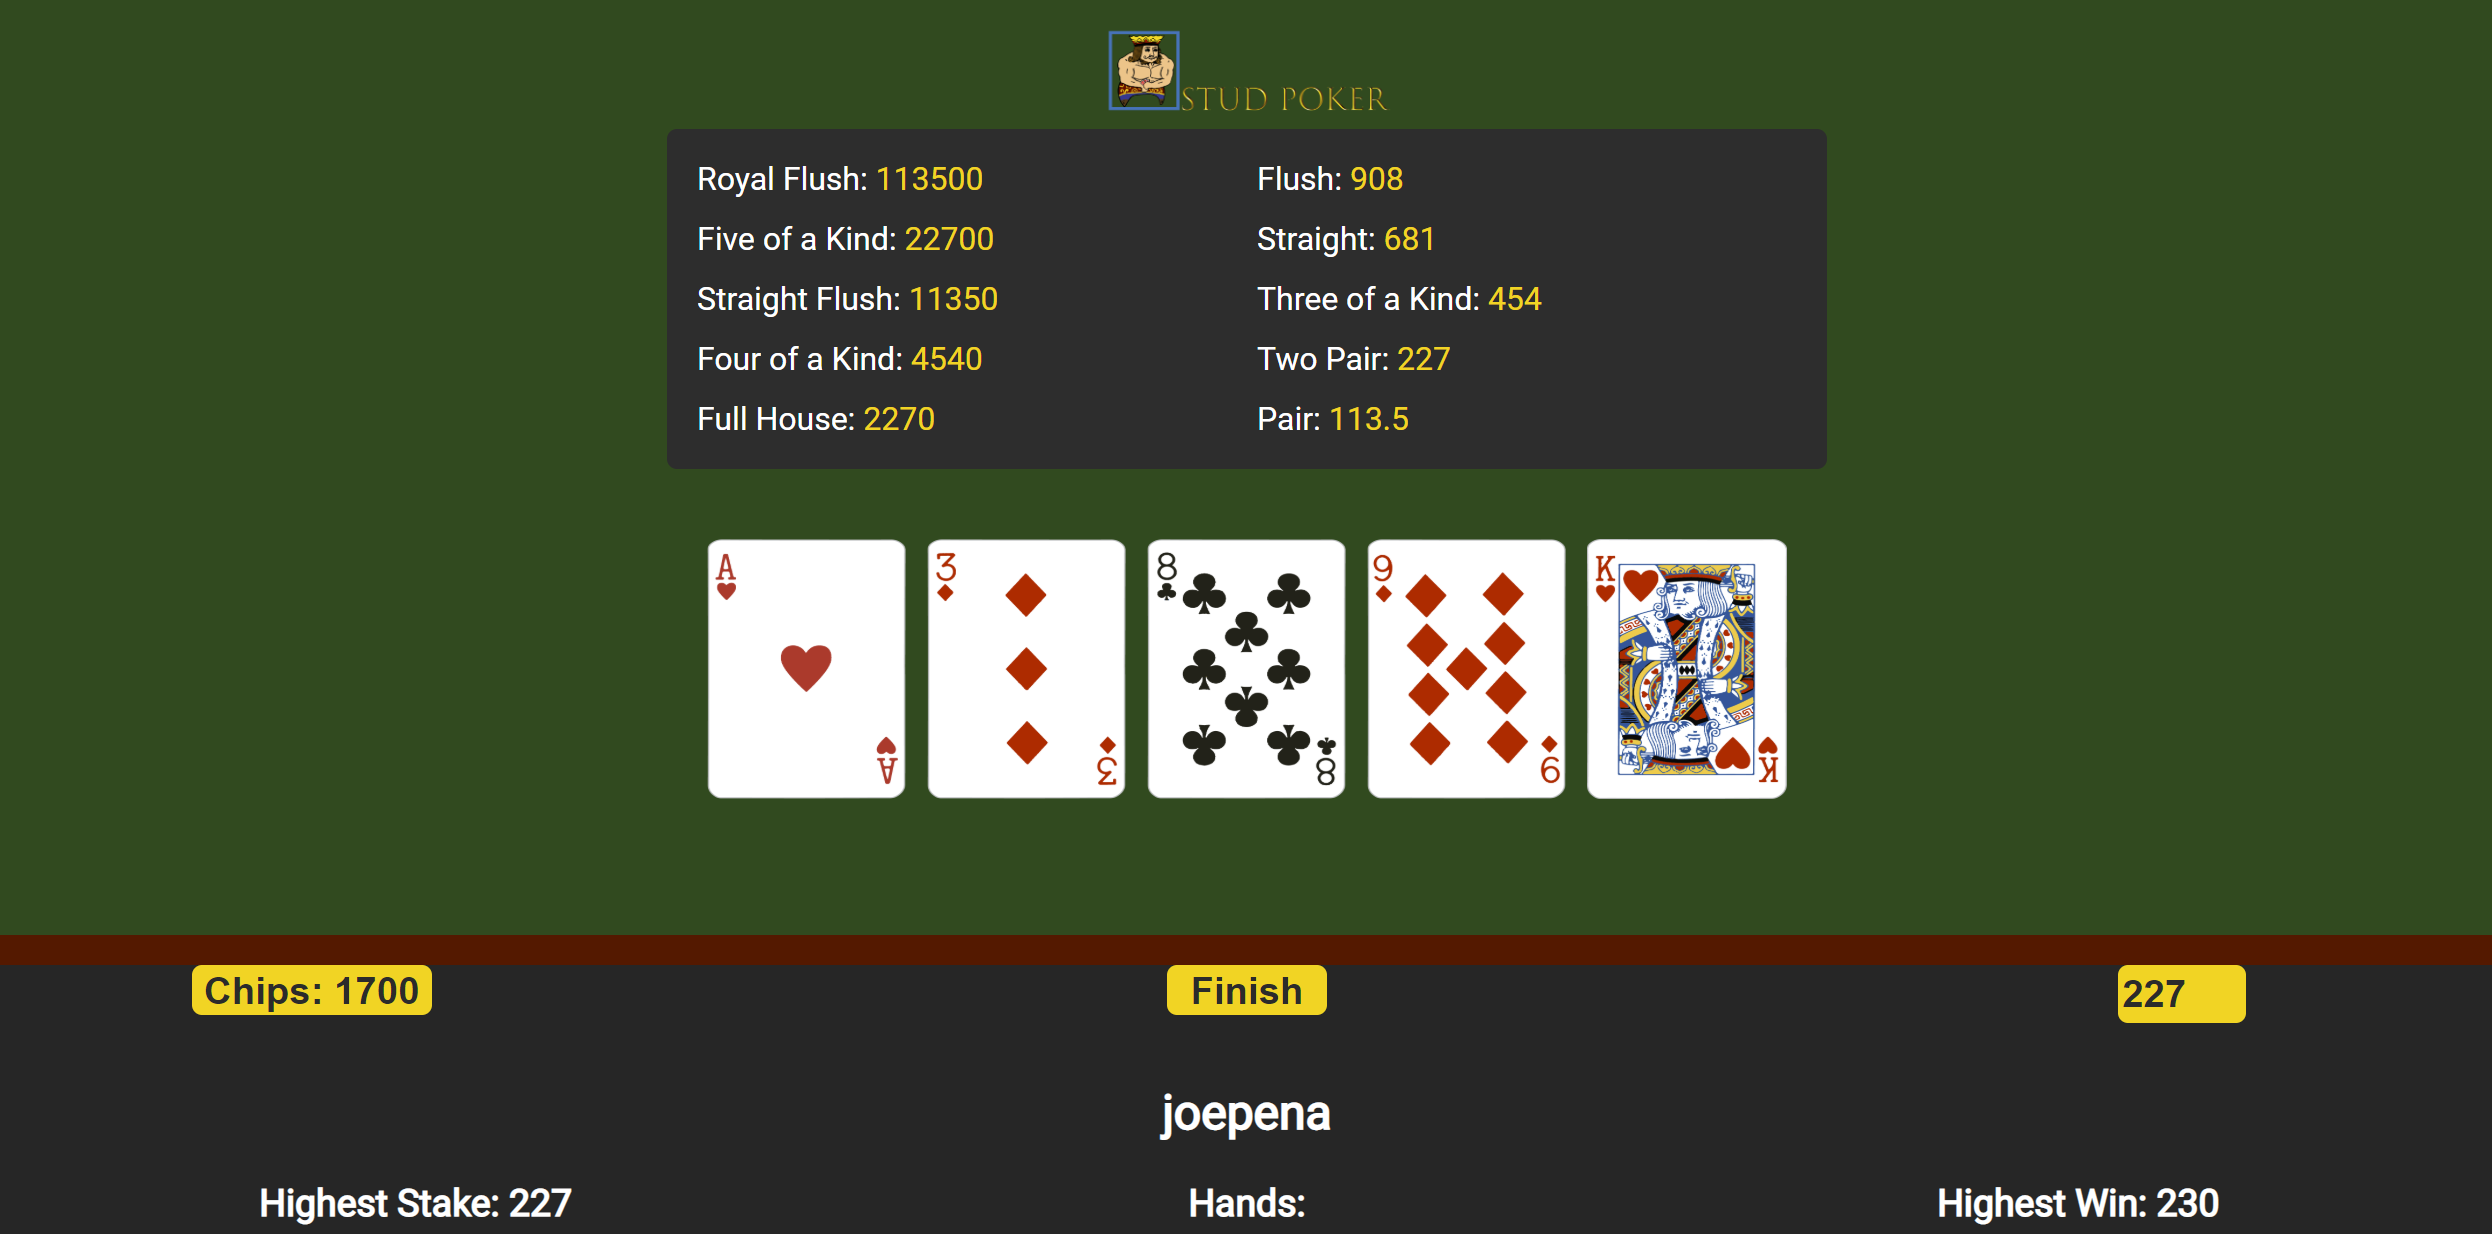 STUD POKER
Royal Flush: 113500
Five of a Kind: 22700
Straight Flush: 11350
Four of a Kind: 4540
Full House: 2270
Flush: 908
Straight: 681
Three of a Kind: 454
Two Pair: 227
Pair: 113.5
A
A
3
3
8
8
9
9
K
K
Chips: 1700
Finish
227
joepena
Highest Stake: 227
Hands:
Highest Win: 230